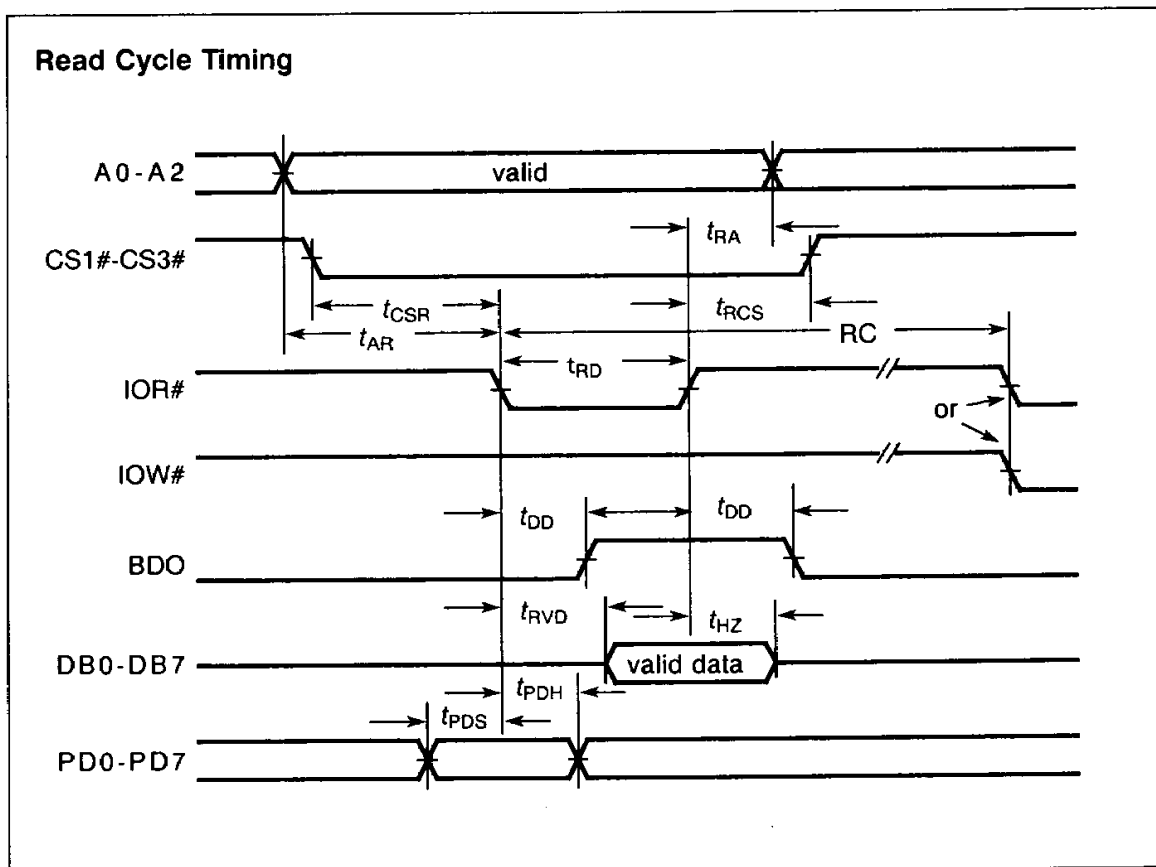 Read Cycle Timing
A0-A2
valid
CS1#-CS3#
tRA
tCSR
tRCS
tAR
RC
tRD
IOR#
or
IOW#
tDD
tDD
BDO
tRVD
tHZ
DB0-DB7
valid data
tPDH
tPDS
PD0-PD7